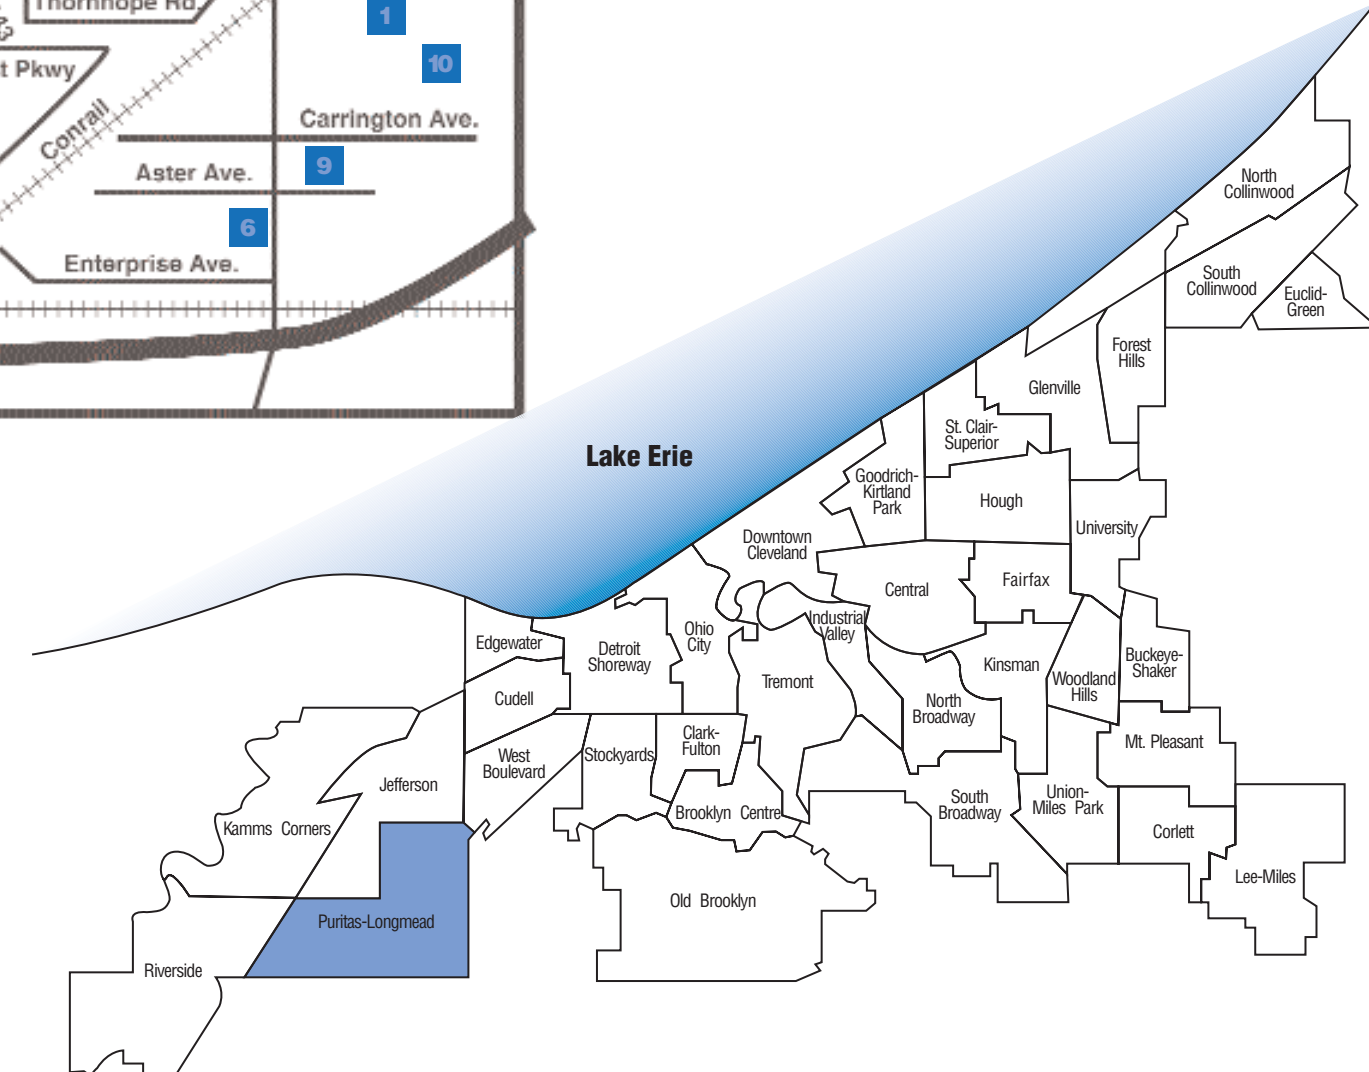 Thornhope Rd.
t Pkwy
Conrail
1
10
Carrington Ave.
Aster Ave.
9
6
Enterprise Ave.
Lake Erie
North
Collinwood
South
Collinwood
Euclid-
Green
Forest
Hills
Glenville
St. Clair-
Superior
Goodrich-
Kirtland
Park
Hough
University
Downtown
Cleveland
Central
Fairfax
Industrial
Valley
Edgewater
Detroit
Shoreway
Ohio
City
Tremont
Kinsman
Woodland
Hills
Buckeye-
Shaker
Cudell
North
Broadway
West
Boulevard
Stockyards
Clark-
Fulton
Mt. Pleasant
Jefferson
Kamms Corners
Brooklyn Centre
South
Broadway
Union-
Miles Park
Corlett
Lee-Miles
Old Brooklyn
Puritas-Longmead
Riverside